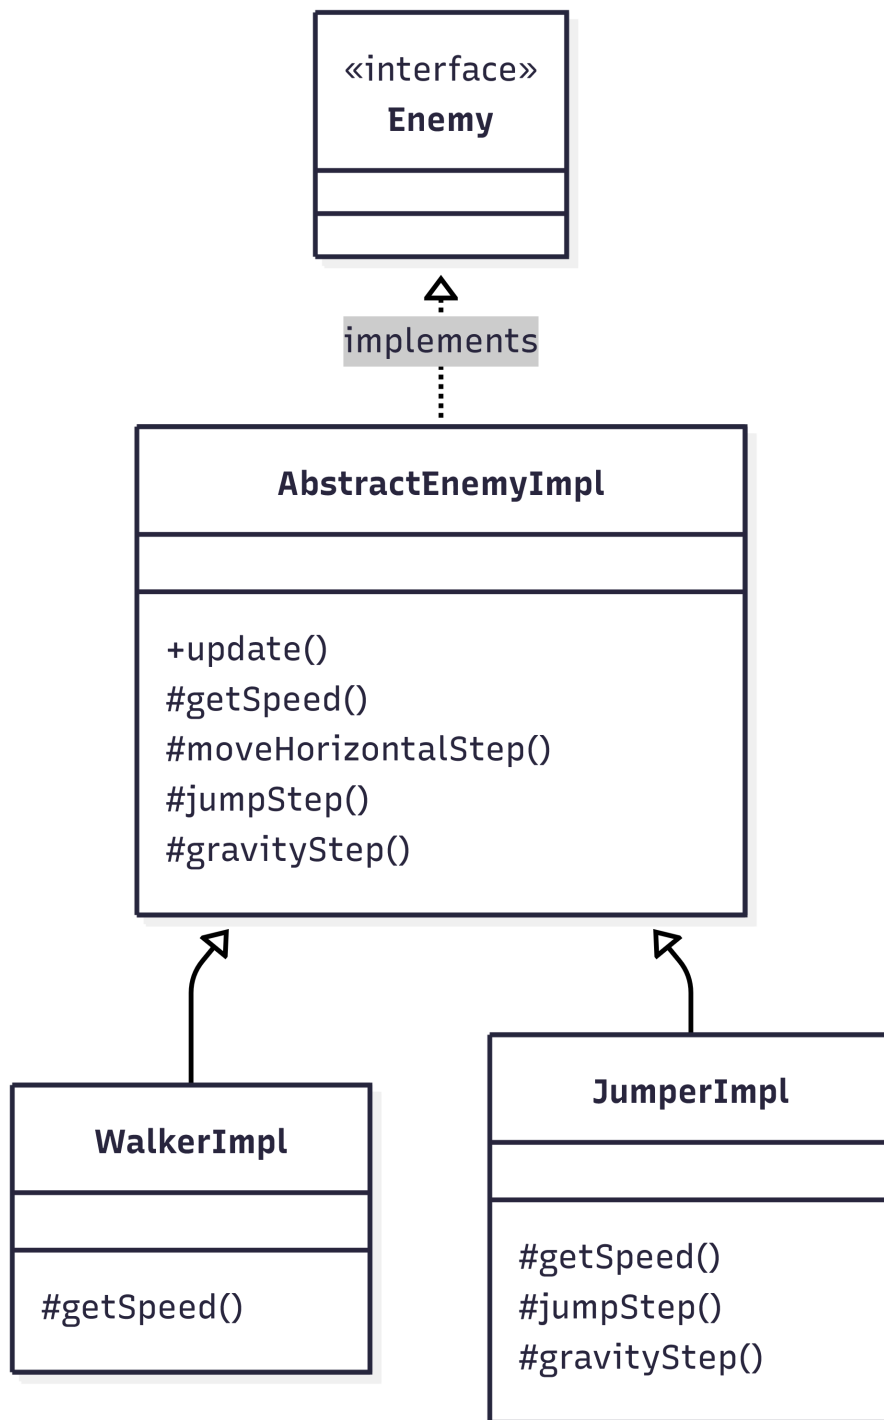 «interface»
Enemy
implements
AbstractEnemyImpl
+update()
#getSpeed()
#moveHorizontalStep()
#jumpStep()
#gravityStep()
WalkerImpl
#getSpeed()
JumperImpl
#getSpeed()
#jumpStep()
#gravityStep()